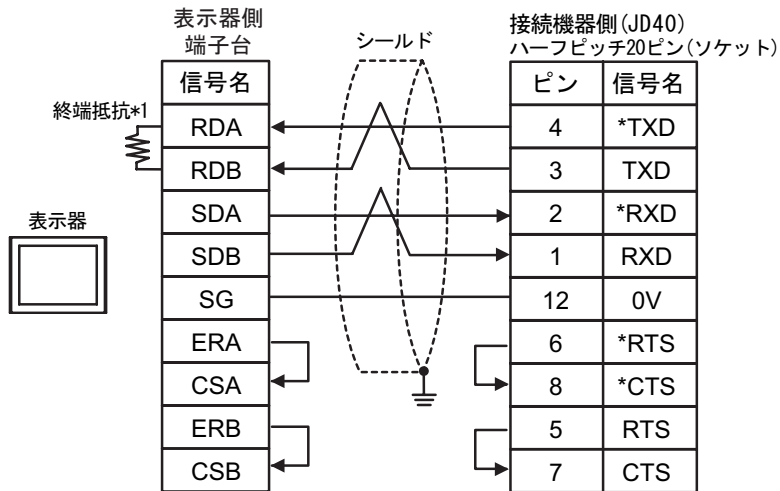 表示器側
端子台
シールド
接続機器側(JD40)
ハーフピッチ20ピン(ソケット)
信号名
ピン 信号名
終端抵抗*1
RDA 4 *TXD
RDB 3 TXD
SDA 2 *RXD
表示器
SDB 1 RXD
SG 12 0V
ERA 6 *RTS
CSA 8 *CTS
ERB 5 RTS
CSB 7 CTS